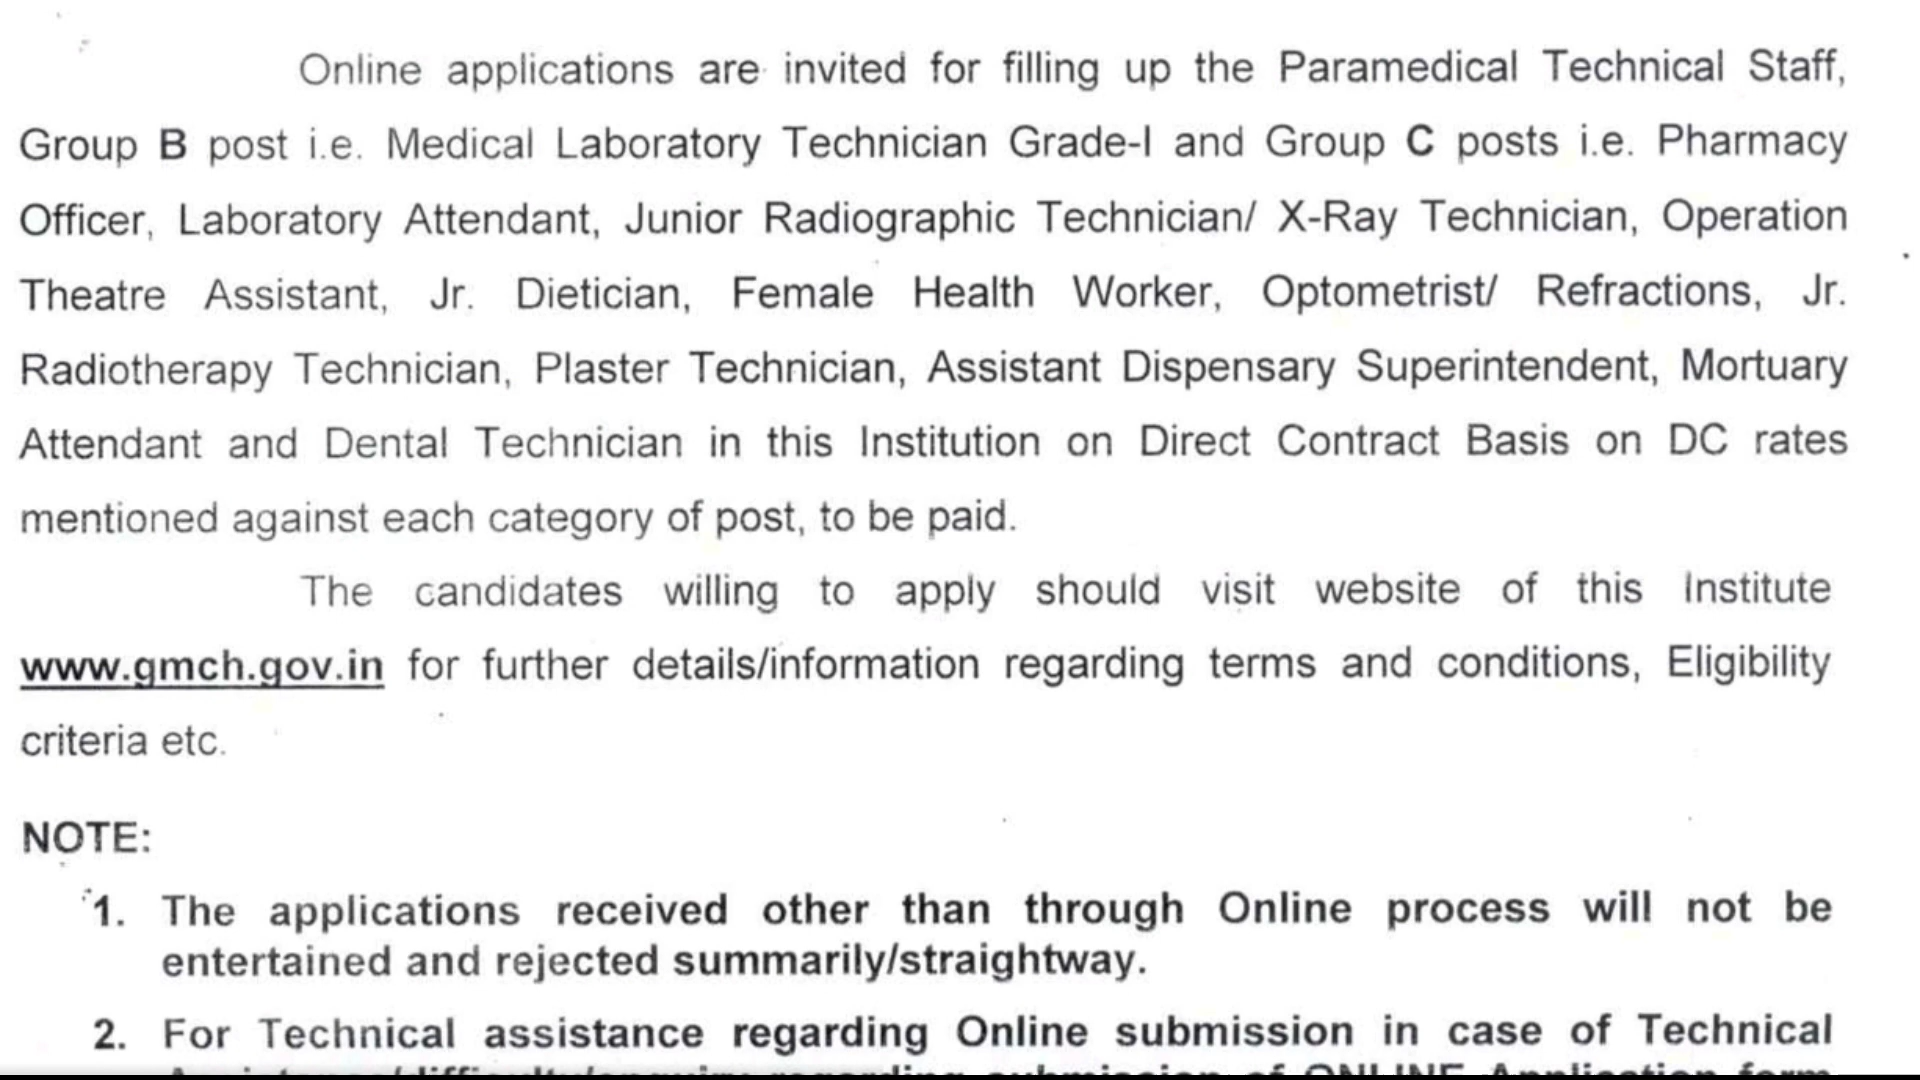 Online applications are invited for filling up the Paramedical Technical Staff,
Group B post i.e. Medical Laboratory Technician Grade-I and Group C posts i.e. Pharmacy
Officer, Laboratory Attendant, Junior Radiographic Technician/ X-Ray Technician, Operation
Theatre Assistant, Jr. Dietician, Female Health Worker, Optometrist/ Refractions, Jr.
Radiotherapy Technician, Plaster Technician, Assistant Dispensary Superintendent, Mortuary
Attendant and Dental Technician in this Institution on Direct Contract Basis on DC rates
mentioned against each category of post, to be paid.
The candidates willing to apply should visit website of this Institute
www.gmch.gov.in for further details/information regarding terms and conditions, Eligibility
criteria etc.
NOTE:
1. The applications received other than through Online process will not be
entertained and rejected summarily/straightway.
2. For Technical assistance regarding Online submission in case of Technical